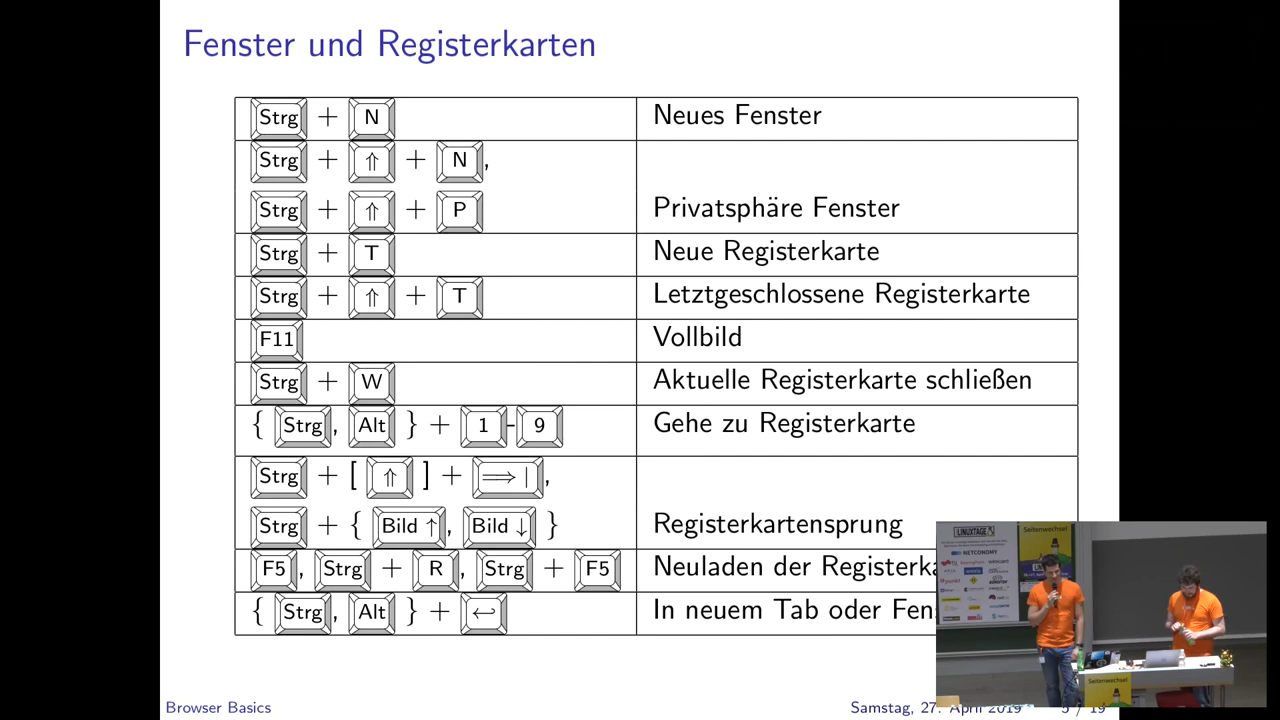 Fenster und Registerkarten
Strg + N Neues Fenster
Strg + ⇑ + N,
Strg + ⇑ + P Privatsphäre Fenster
Strg + T Neue Registerkarte
Strg + ⇑ + T Letztgeschlossene Registerkarte
F11 Vollbild
Strg + W Aktuelle Registerkarte schließen
{ Strg, Alt } + 1-9 Gehe zu Registerkarte
Strg + [ ⇑ ] + ⟹|,
Strg + { Bild ↑, Bild ↓ } Registerkartensprung
F5, Strg + R, Strg + F5 Neuladen der Registerka
{ Strg, Alt } + ↩ In neuem Tab oder Fen
LINUXTAGE
Seitenwechsel
NETCONOMY
Seitenwechsel
Browser Basics Samstag, 27. April 2019 5 / 19